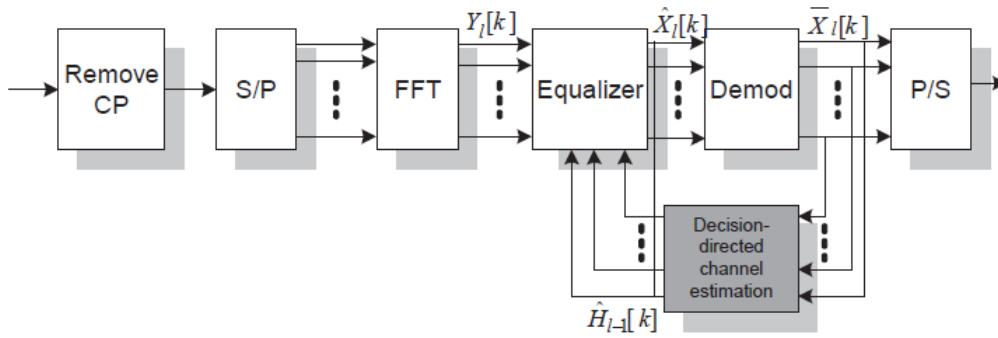 Y_l[k]
X̂_l[k]
X̄_l[k]
Remove
CP
S/P
FFT
Equalizer
Demod
P/S
Decision-
directed
channel
estimation
Ĥ_{l-1}[k]